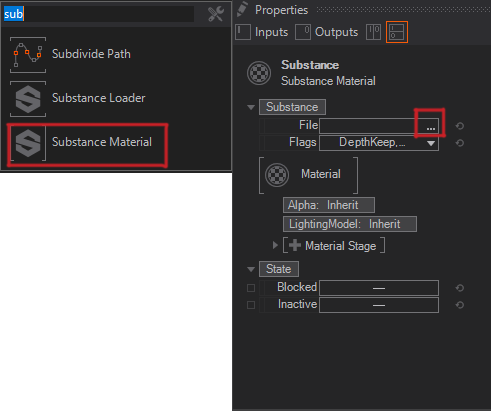 sub
Subdivide Path
Substance Loader
Substance Material
Properties
Inputs Outputs
Substance
Substance Material
Substance
File ...
Flags DepthKeep,...
Material
Alpha: Inherit
LightingModel: Inherit
Material Stage
State
Blocked —
Inactive —